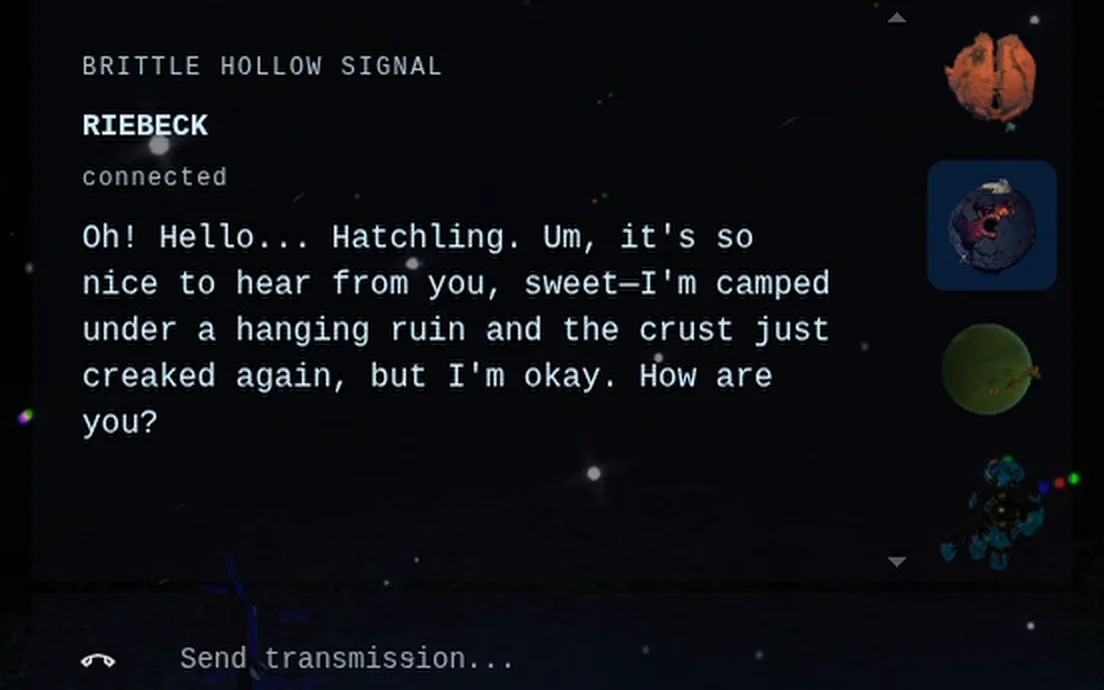 BRITTLE HOLLOW SIGNAL
RIEBECK
connected
Oh! Hello... Hatchling. Um, it's so
nice to hear from you, sweet—I'm camped
under a hanging ruin and the crust just
creaked again, but I'm okay. How are
you?
Send transmission...